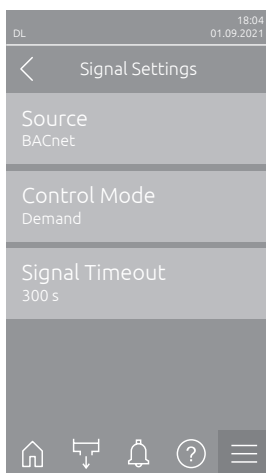 18:04
DL 01.09.2021
Signal Settings
Source
BACnet
Control Mode
Demand
Signal Timeout
300 s
?